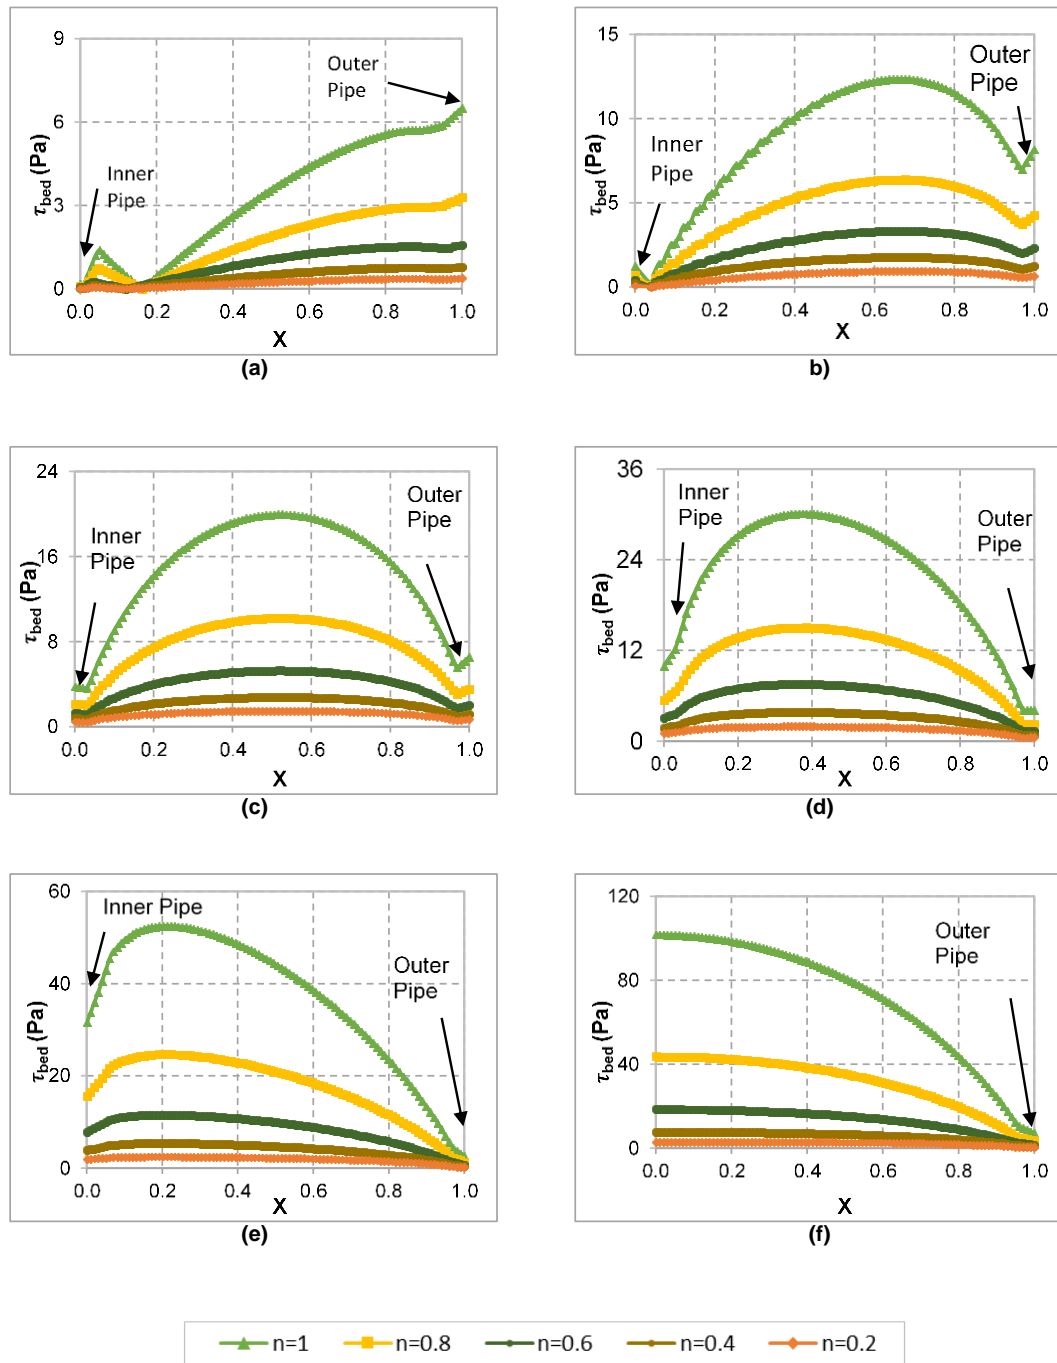 9
6
3
0
τbed (Pa)
Inner
Pipe
Outer
Pipe
0.0 0.2 0.4 0.6 0.8 1.0
X
(a)
15
10
5
0
τbed (Pa)
Inner
Pipe
Outer
Pipe
0.0 0.2 0.4 0.6 0.8 1.0
X
b)
24
16
8
0
τbed (Pa)
Inner
Pipe
Outer
Pipe
0.0 0.2 0.4 0.6 0.8 1.0
X
(c)
36
24
12
0
τbed (Pa)
Inner
Pipe
Outer
Pipe
0.0 0.2 0.4 0.6 0.8 1.0
X
(d)
60
40
20
0
τbed (Pa)
Inner Pipe
Outer
Pipe
0.0 0.2 0.4 0.6 0.8 1.0
X
(e)
120
80
40
0
τbed (Pa)
Outer
Pipe
0.0 0.2 0.4 0.6 0.8 1.0
X
(f)
n=1 n=0.8 n=0.6 n=0.4 n=0.2